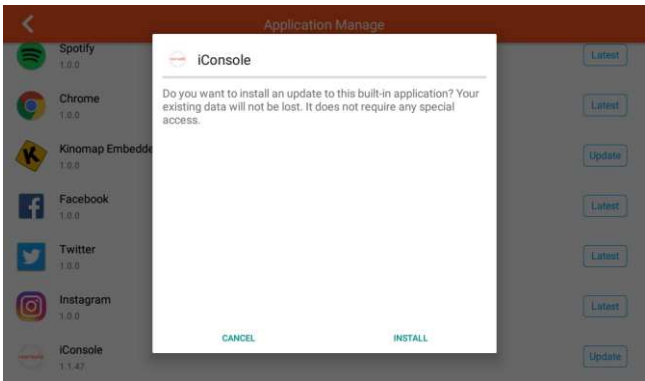 Application Manage
Spotify
1.0.0
Latest
iConsole
Do you want to install an update to this built-in application? Your
existing data will not be lost. It does not require any special
access.
Chrome
1.0.0
Latest
Kinomap Embedde
1.0.0
Update
Facebook
1.0.0
Latest
Twitter
1.0.0
Latest
Instagram
1.0.0
Latest
CANCEL
INSTALL
iConsole
1.1.47
Update